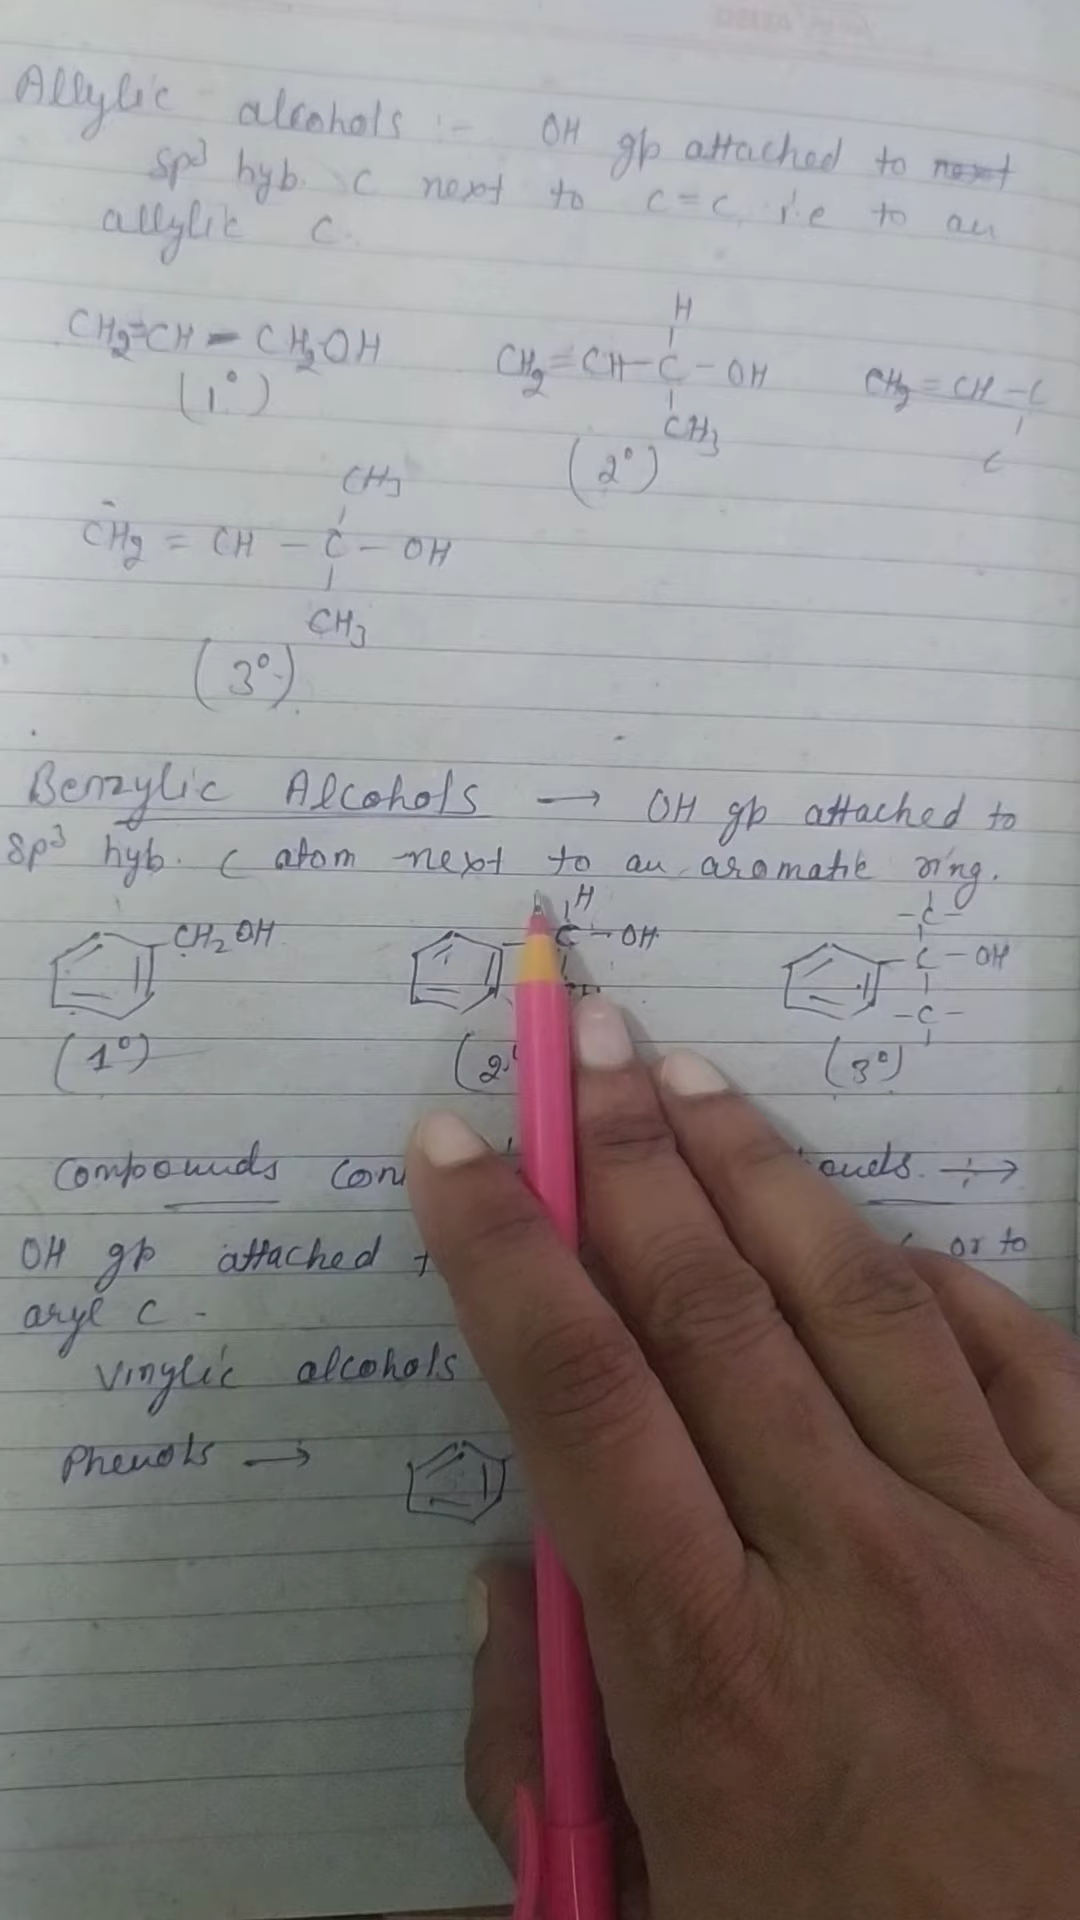 Allylic alcohols :- OH gp attached to next
sp3 hyb. C next to C=C, i.e to an
allylic C.
H
CH2=CH-CH2OH CH2=CH-C-OH CH2=CH-C
(1°) CH3 C
(2°)
CH3
CH2 = CH - C - OH
CH3
(3°)
Benzylic Alcohols → OH gp attached to
sp3 hyb. C atom next to an aromatic ring.
H -C-
CH2OH C-OH C-OH
-C-
(1°) (2 (3°)
Compounds
OH gp attached or to
aryl C -
Vinylic alcohols
Phenols →